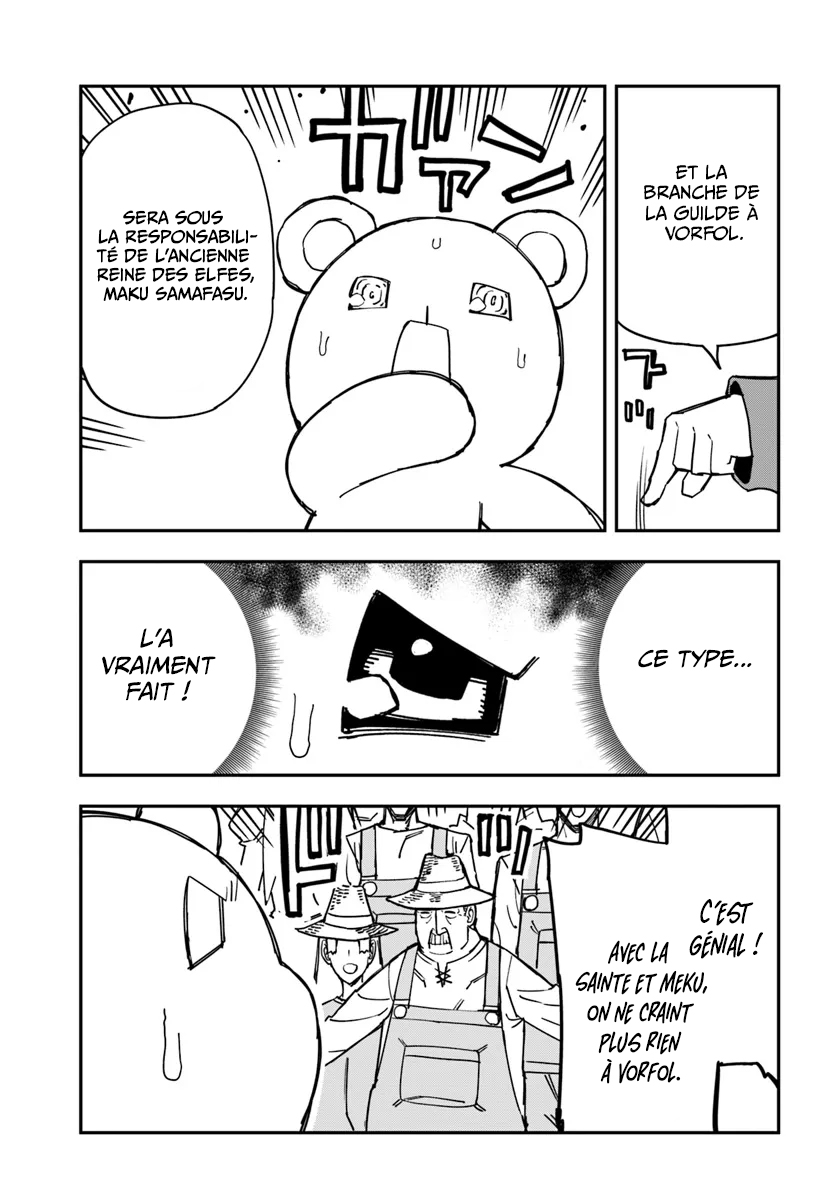 ET LA
BRANCHE DE
LA GUILDE À
VORFOL.
ガァン
SERA SOUS
LA RESPONSABILI-
TÉ DE L'ANCIENNE
REINE DES ELFES,
MAKU SAMAFASU.
CE TYPE...
L'A
VRAIMENT
FAIT !
C'EST
GÉNIAL !
AVEC LA
SAINTE ET MEKU,
ON NE CRAINT
PLUS RIEN
À VORFOL.